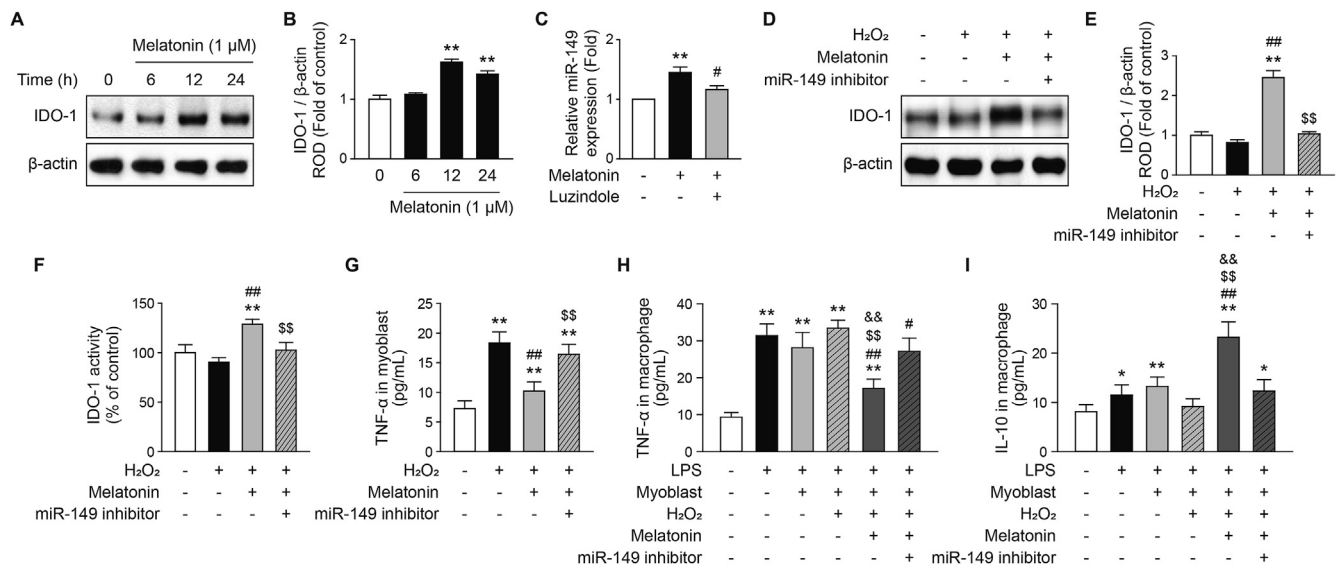 A
Melatonin (1 μM)
Time (h) 0 6 12 24
IDO-1
β-actin
B
IDO-1 / β-actin
ROD (Fold of control)
2
1
0
**
**
0 6 12 24
Melatonin (1 μM)
C
Relative miR-149
expression (Fold)
2
1
0
**
#
Melatonin - + +
Luzindole - - +
D
H₂O₂ - + + +
Melatonin - - + +
miR-149 inhibitor - - - +
IDO-1
β-actin
E
IDO-1 / β-actin
ROD (Fold of control)
3
2
1
0
##
**
$$
H₂O₂ - + + +
Melatonin - - + +
miR-149 inhibitor - - - +
F
IDO-1 activity
(% of control)
150
100
50
0
##
**
$$
H₂O₂ - + + +
Melatonin - - + +
miR-149 inhibitor - - - +
G
TNF-α in myoblast
(pg/mL)
25
20
15
10
5
0
**
##
**
$$
**
H₂O₂ - + + +
Melatonin - - + +
miR-149 inhibitor - - - +
H
TNF-α in macrophage
(pg/mL)
40
30
20
10
0
**
**
**
&&
$$
##
**
#
LPS - + + + + +
Myoblast - - + + + +
H₂O₂ - - - + + +
Melatonin - - - - + +
miR-149 inhibitor - - - - - +
I
IL-10 in macrophage
(pg/mL)
30
20
10
0
*
**
&&
$$
##
**
*
LPS - + + + + +
Myoblast - - + + + +
H₂O₂ - - - + + +
Melatonin - - - - + +
miR-149 inhibitor - - - - - +